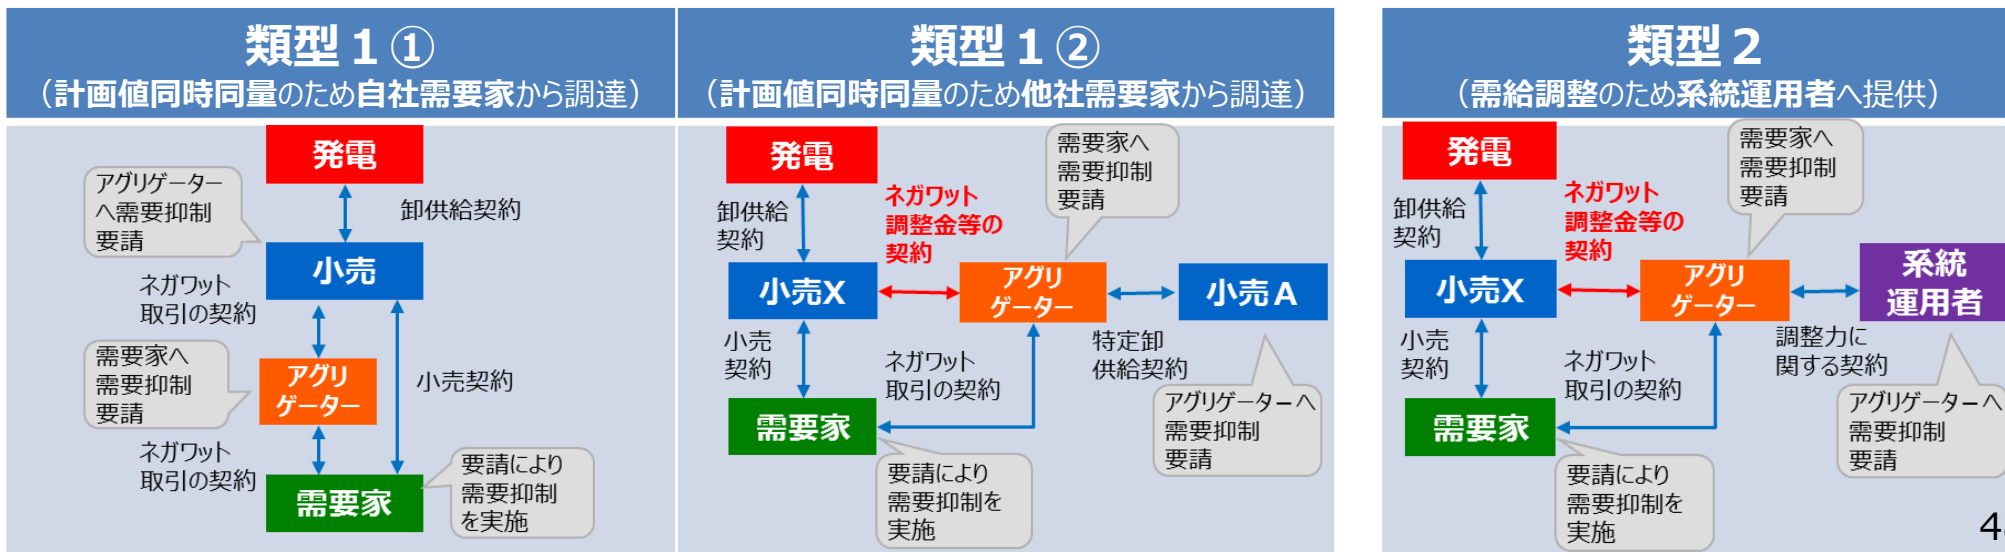 類型１①
（計画値同時同量のため自社需要家から調達）
発電
アグリゲーター
へ需要抑制
要請
卸供給契約
小売
ネガワット
取引の契約
需要家へ
需要抑制
要請
アグリ
ゲーター
小売契約
ネガワット
取引の契約
要請により
需要抑制
を実施
需要家
類型１②
（計画値同時同量のため他社需要家から調達）
発電
需要家へ
需要抑制
要請
卸供給
契約
ネガワット
調整金等の
契約
小売X
アグリ
ゲーター
小売Ａ
小売
契約
ネガワット
取引の契約
特定卸
供給契約
需要家
アグリゲーターへ
需要抑制
要請
要請により
需要抑制を
実施
類型２
（需給調整のため系統運用者へ提供）
発電
需要家へ
需要抑制
要請
卸供給
契約
ネガワット
調整金等の
契約
小売X
アグリ
ゲーター
系統
運用者
小売
契約
ネガワット
取引の契約
調整力に
関する契約
需要家
アグリゲーターへ
需要抑制
要請
要請により
需要抑制を
実施